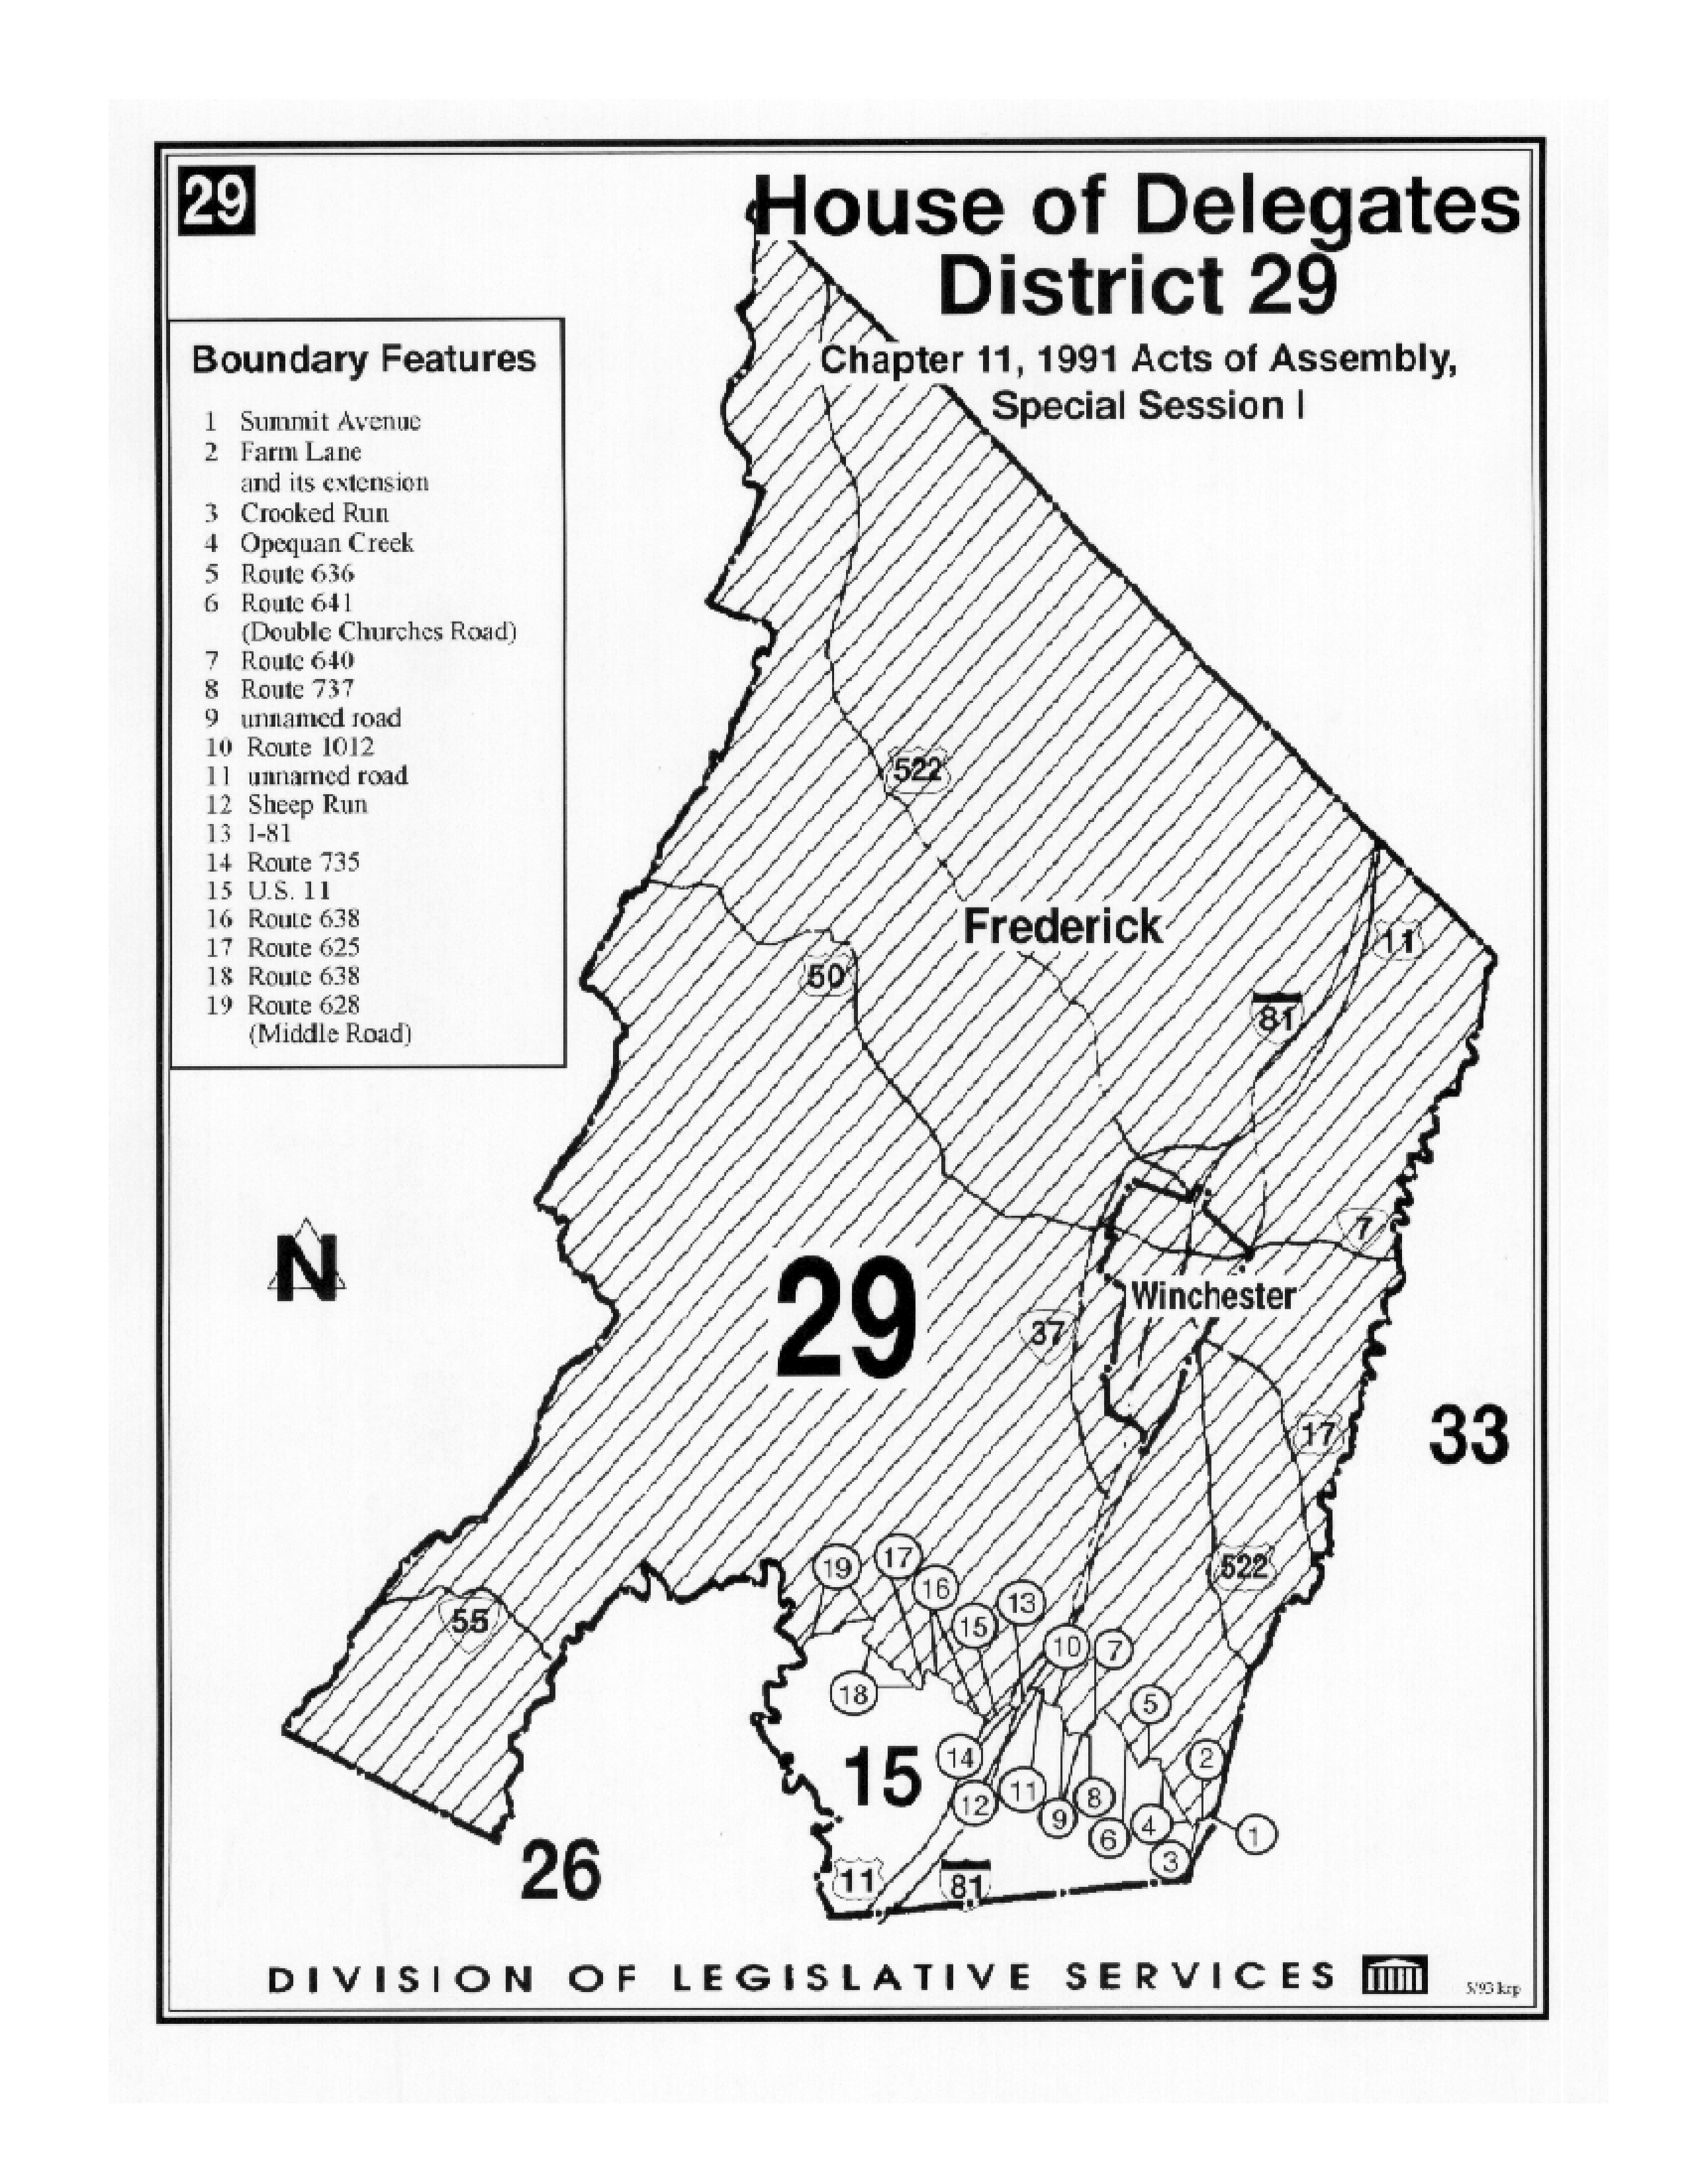 29
House of Delegates
District 29
Chapter 11, 1991 Acts of Assembly,
Special Session I
Boundary Features
1 Summit Avenue
2 Farm Lane
and its extension
3 Crooked Run
4 Opequan Creek
5 Route 636
6 Route 641
(Double Churches Road)
7 Route 640
8 Route 737
9 unnamed road
10 Route 1012
11 unnamed road
12 Sheep Run
13 I-81
14 Route 735
15 U.S. 11
16 Route 638
17 Route 625
18 Route 638
19 Route 628
(Middle Road)
522
Frederick
11
50
81
7
N
29
Winchester
37
33
17
522
55
19
17
16
13
15
10
7
18
5
15
14
2
11
12
8
9
6
4
1
3
26
11
81
DIVISION OF LEGISLATIVE SERVICES
5/93 krp